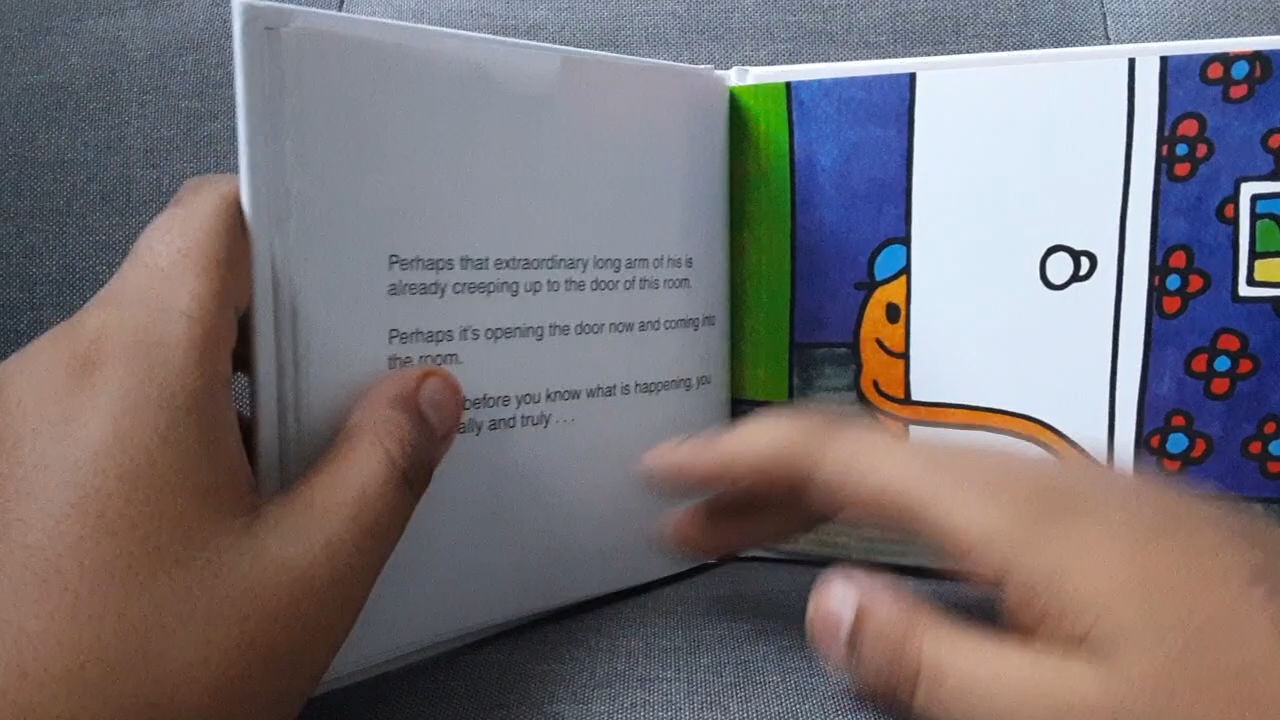 Perhaps that extraordinary long arm of his is
already creeping up to the door of this room.
Perhaps it's opening the door now and coming into
the room.
before you know what is happening, you
ally and truly . . .